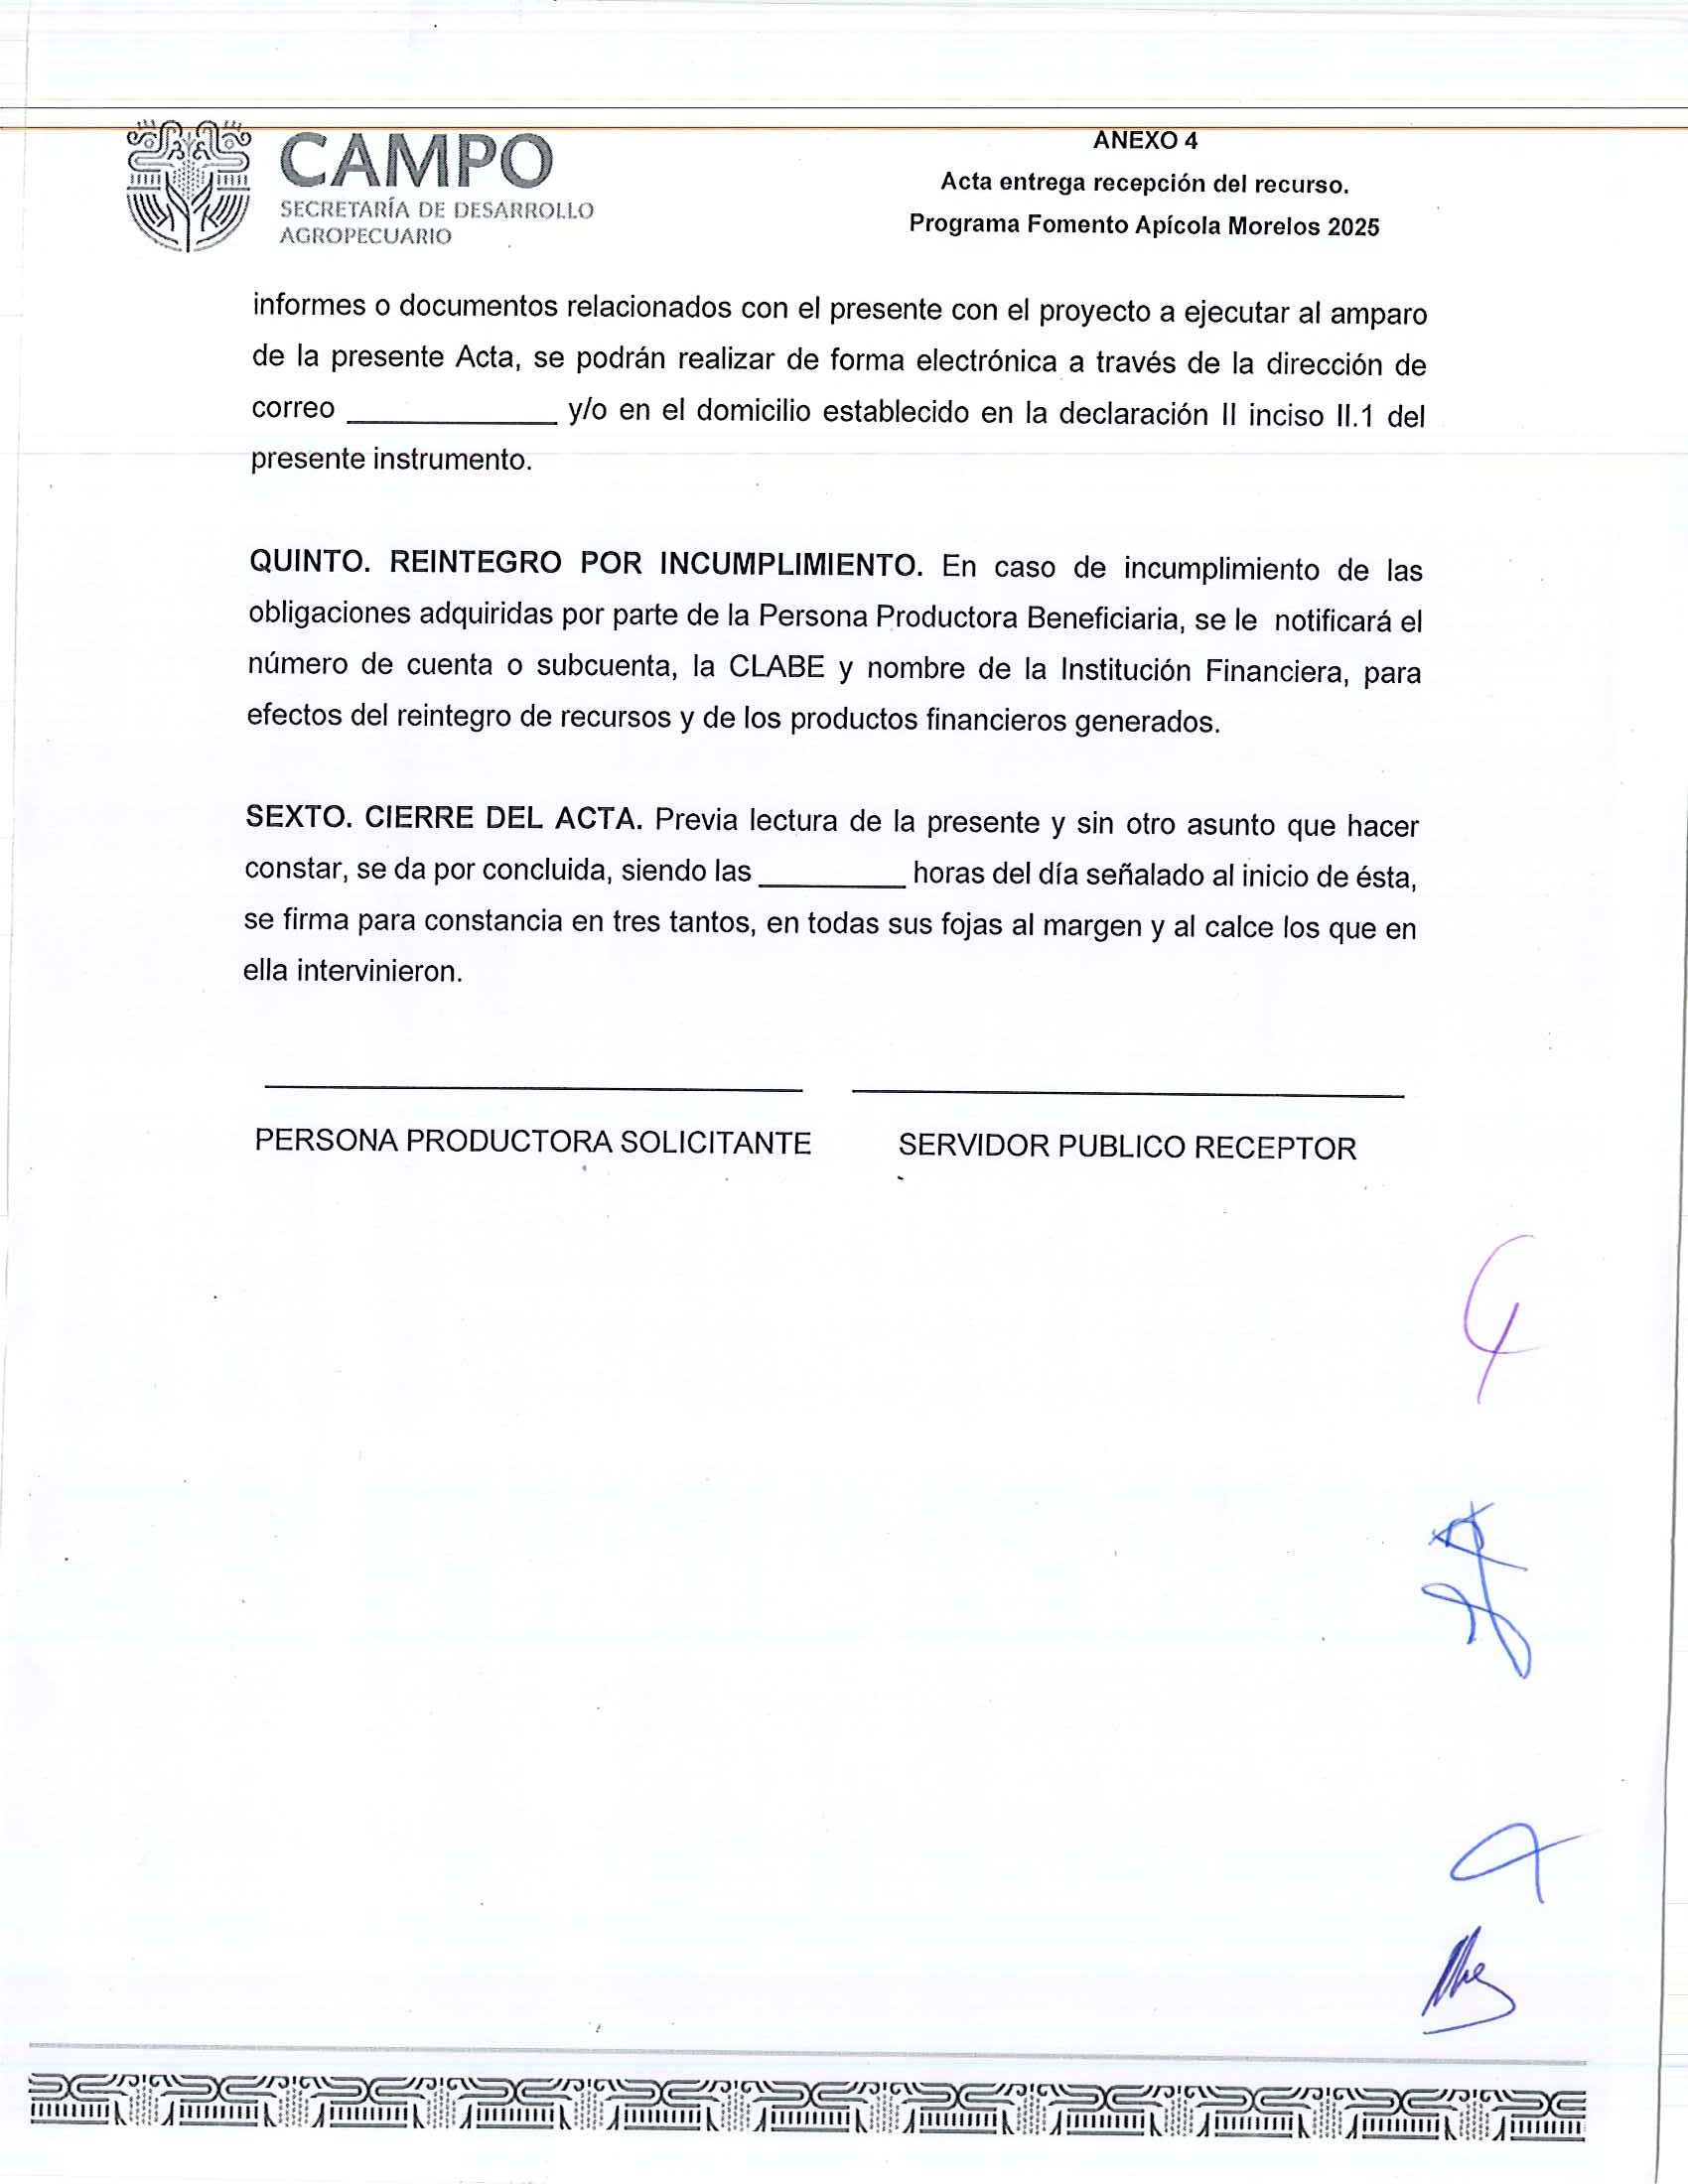 CAMPO
SECRETARÍA DE DESARROLLO
AGROPECUARIO
ANEXO 4
Acta entrega recepción del recurso.
Programa Fomento Apícola Morelos 2025
informes o documentos relacionados con el presente con el proyecto a ejecutar al amparo
de la presente Acta, se podrán realizar de forma electrónica a través de la dirección de
correo _____________ y/o en el domicilio establecido en la declaración II inciso II.1 del
presente instrumento.
QUINTO. REINTEGRO POR INCUMPLIMIENTO. En caso de incumplimiento de las
obligaciones adquiridas por parte de la Persona Productora Beneficiaria, se le notificará el
número de cuenta o subcuenta, la CLABE y nombre de la Institución Financiera, para
efectos del reintegro de recursos y de los productos financieros generados.
SEXTO. CIERRE DEL ACTA. Previa lectura de la presente y sin otro asunto que hacer
constar, se da por concluida, siendo las _________ horas del día señalado al inicio de ésta,
se firma para constancia en tres tantos, en todas sus fojas al margen y al calce los que en
ella intervinieron.
PERSONA PRODUCTORA SOLICITANTE
SERVIDOR PUBLICO RECEPTOR